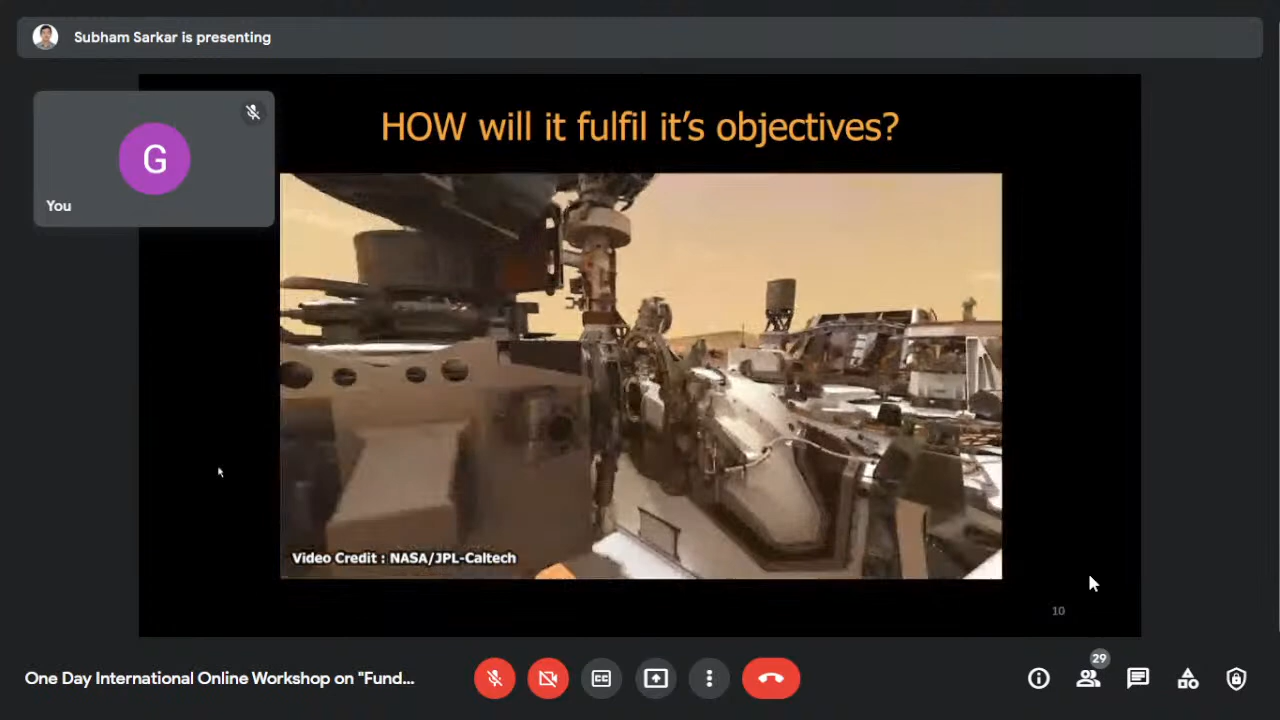 Subham Sarkar is presenting
HOW will it fulfil it's objectives?
G
You
Video Credit : NASA/JPL-Caltech
10
One Day International Online Workshop on "Fund...
CC
29